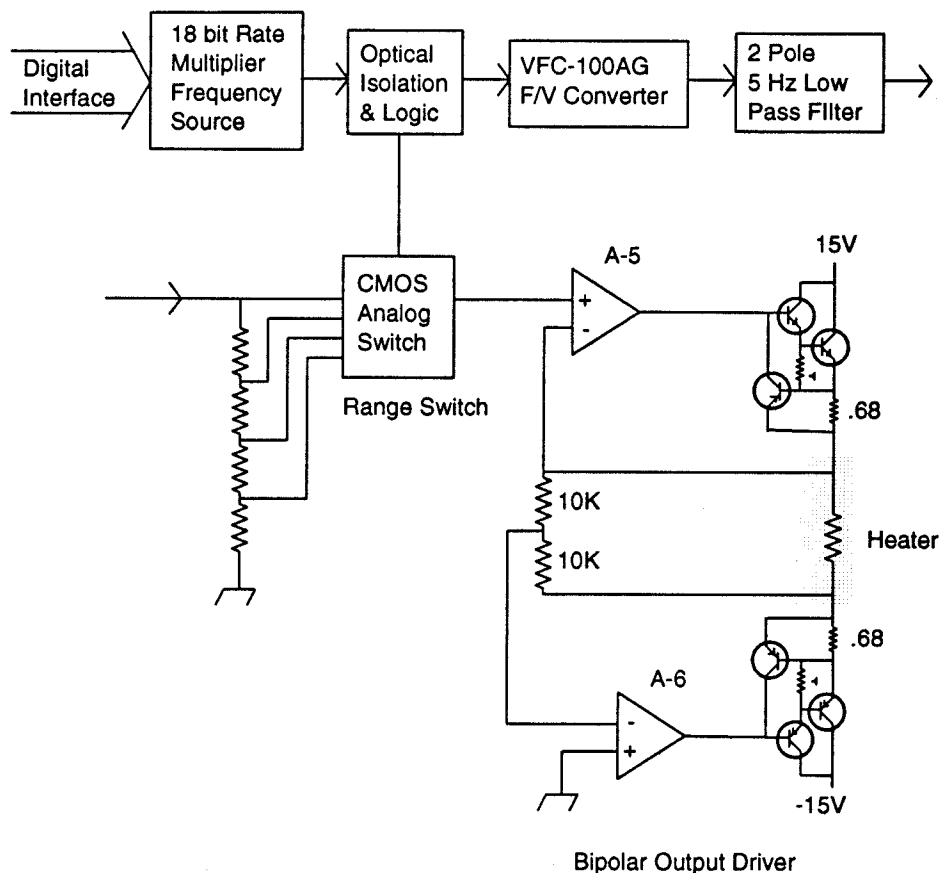 Digital
Interface
18 bit Rate
Multiplier
Frequency
Source
Optical
Isolation
& Logic
VFC-100AG
F/V Converter
2 Pole
5 Hz Low
Pass FIlter
CMOS
Analog
Switch
Range Switch
A-5
+
-
15V
.68
10K
10K
Heater
.68
A-6
-
+
-15V
Bipolar Output Driver